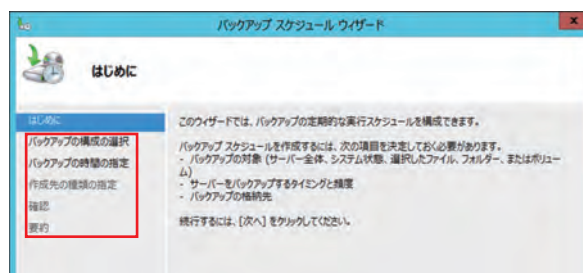 バックアップ スケジュール ウィザード
x
はじめに
はじめに
バックアップの構成の選択
バックアップの時間の指定
作成先の種類の指定
確認
要約
このウィザードでは、バックアップの定期的な実行スケジュールを構成できます。
バックアップ スケジュールを作成するには、次の項目を決定しておく必要があります。
- バックアップの対象 (サーバー全体、システム状態、選択したファイル、フォルダー、またはボリュー
ム)
- サーバーをバックアップするタイミングと頻度
- バックアップの格納先
続行するには、[次へ] をクリックしてください。